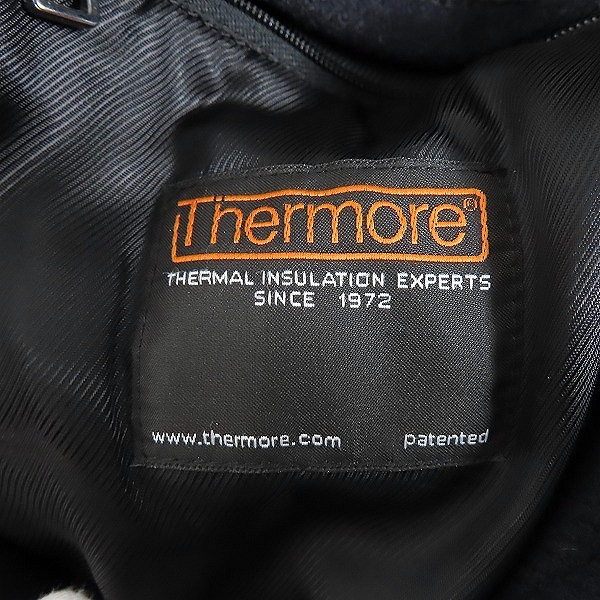 Thermore®
THERMAL INSULATION EXPERTS
SINCE 1972
www.thermore.com patented